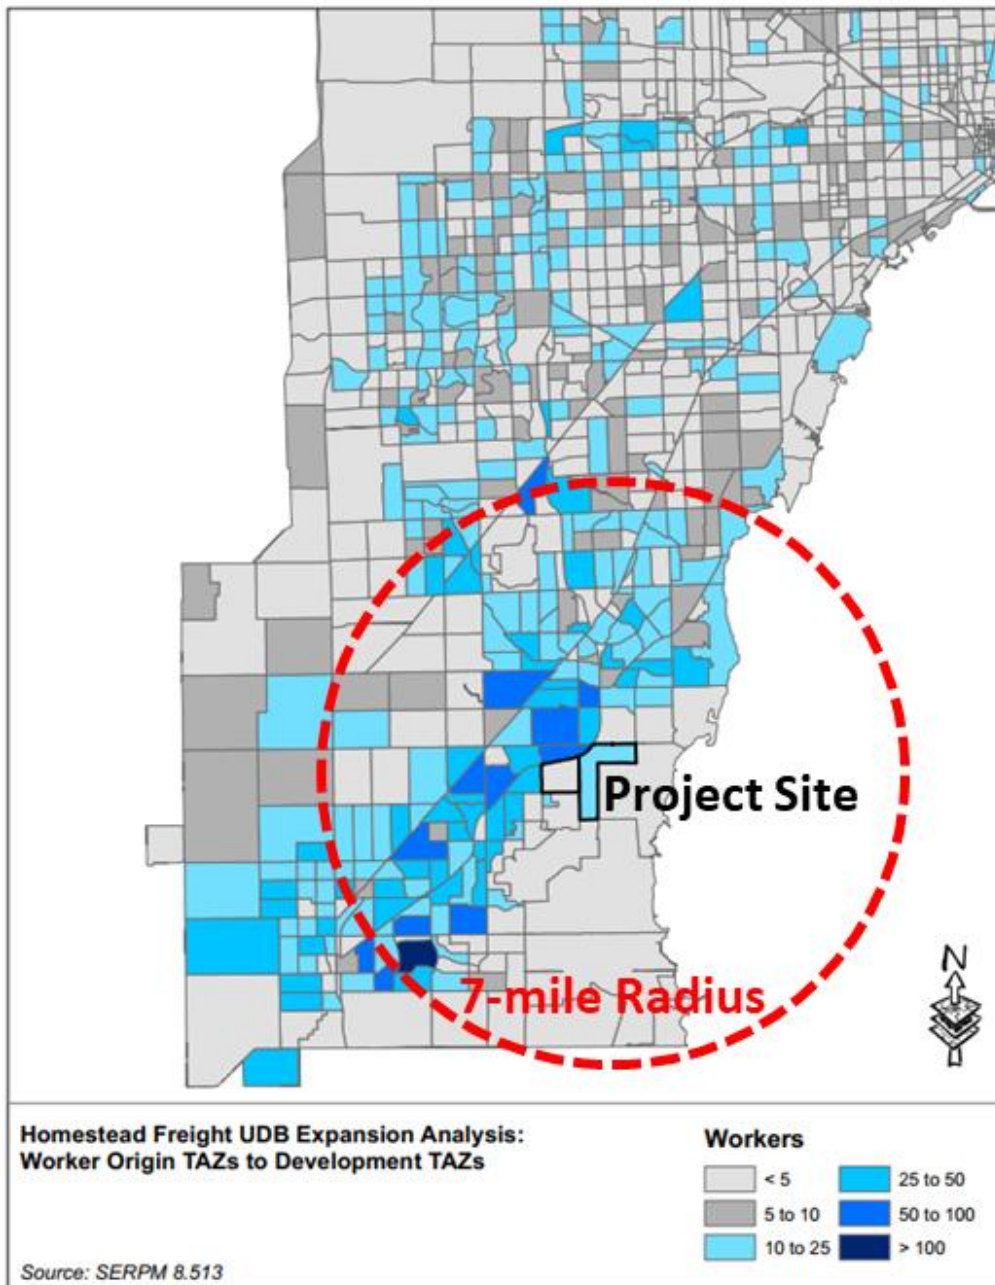 Project Site
7-mile Radius
N
Homestead Freight UDB Expansion Analysis:
Worker Origin TAZs to Development TAZs
Workers
< 5
25 to 50
5 to 10
50 to 100
10 to 25
> 100
Source: SERPM 8.513